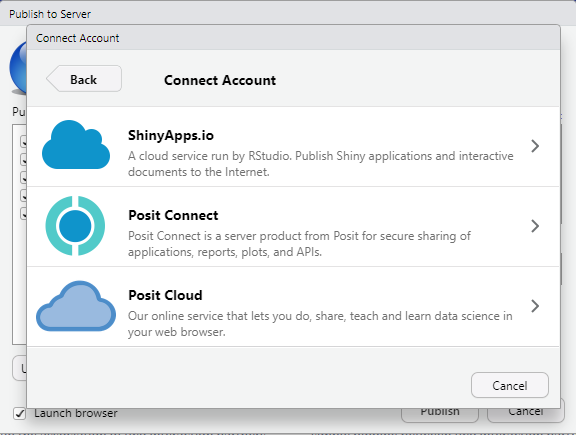 Publish to Server
Connect Account
Back
Connect Account
ShinyApps.io
A cloud service run by RStudio. Publish Shiny applications and interactive
documents to the Internet.
Posit Connect
Posit Connect is a server product from Posit for secure sharing of
applications, reports, plots, and APIs.
Posit Cloud
Our online service that lets you do, share, teach and learn data science in
your web browser.
Cancel
Launch browser
Publish
Cancel